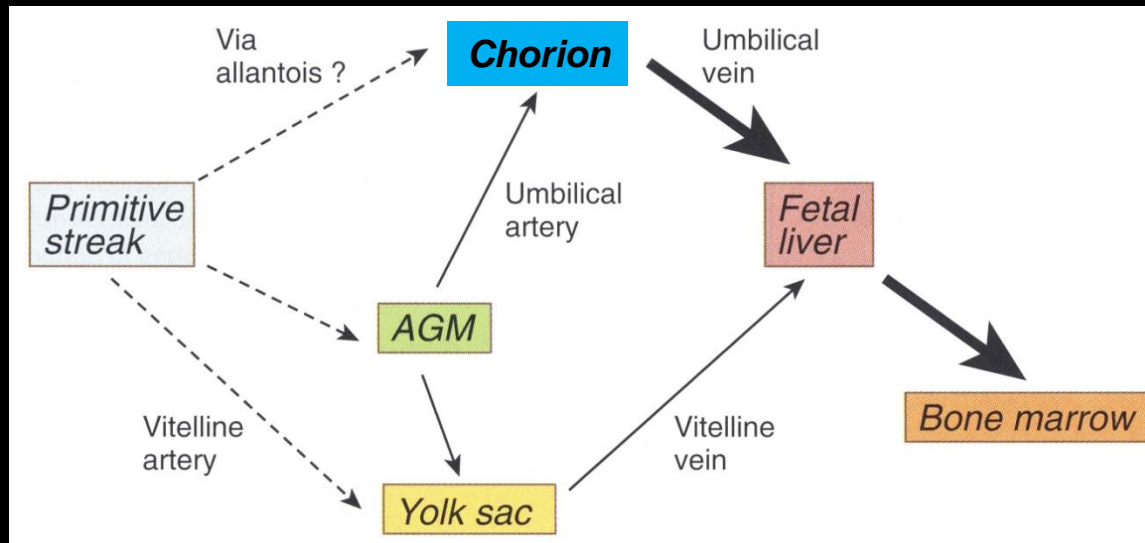 Via
allantois ?
Chorion
Umbilical
vein
Primitive
streak
Umbilical
artery
Fetal
liver
AGM
Vitelline
artery
Vitelline
vein
Bone marrow
Yolk sac